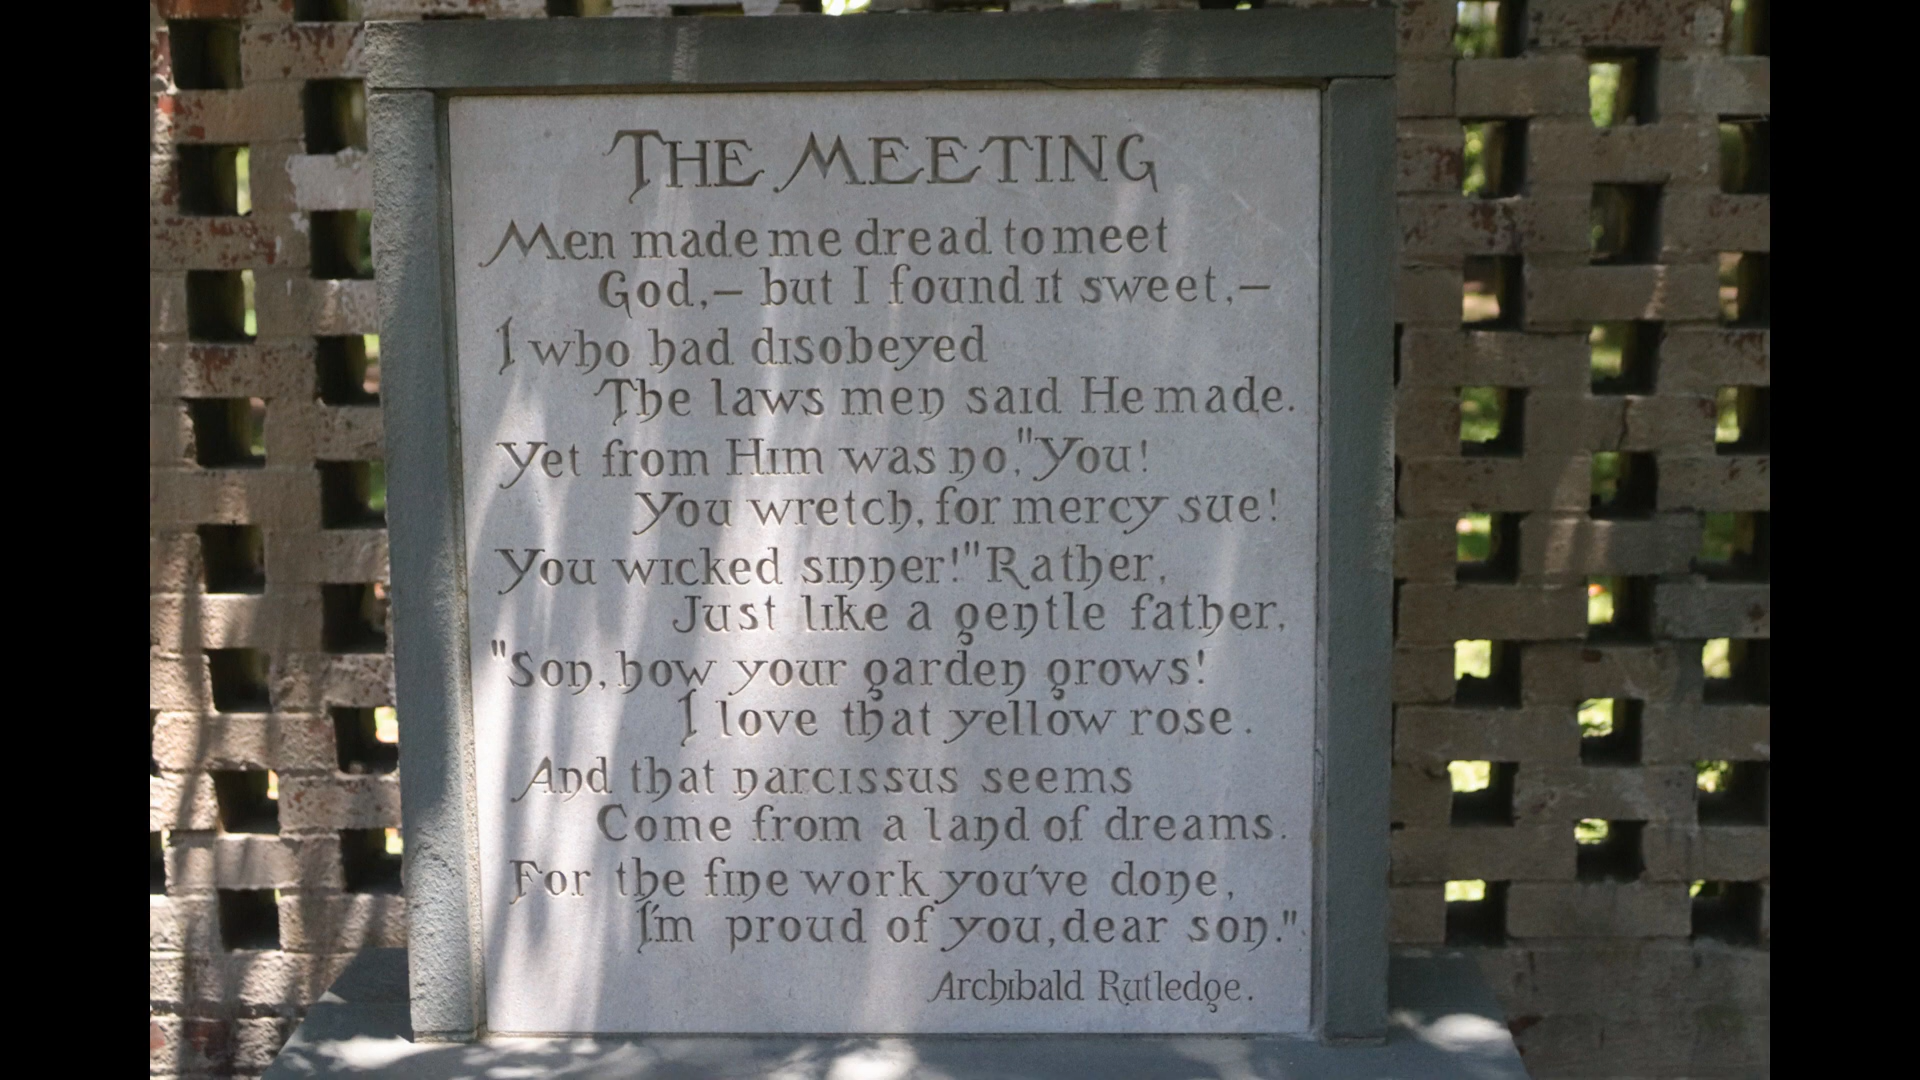 THE MEETING
Men made me dread to meet
God,– but I found it sweet,–
I who had disobeyed
The laws men said He made.
Yet from Him was no, "You!
You wretch, for mercy sue!
You wicked sinner!" Rather,
Just like a gentle father,
"Son, how your garden grows!
I love that yellow rose.
And that narcissus seems
Come from a land of dreams.
For the fine work you've done,
I'm proud of you, dear son."
Archibald Rutledge.